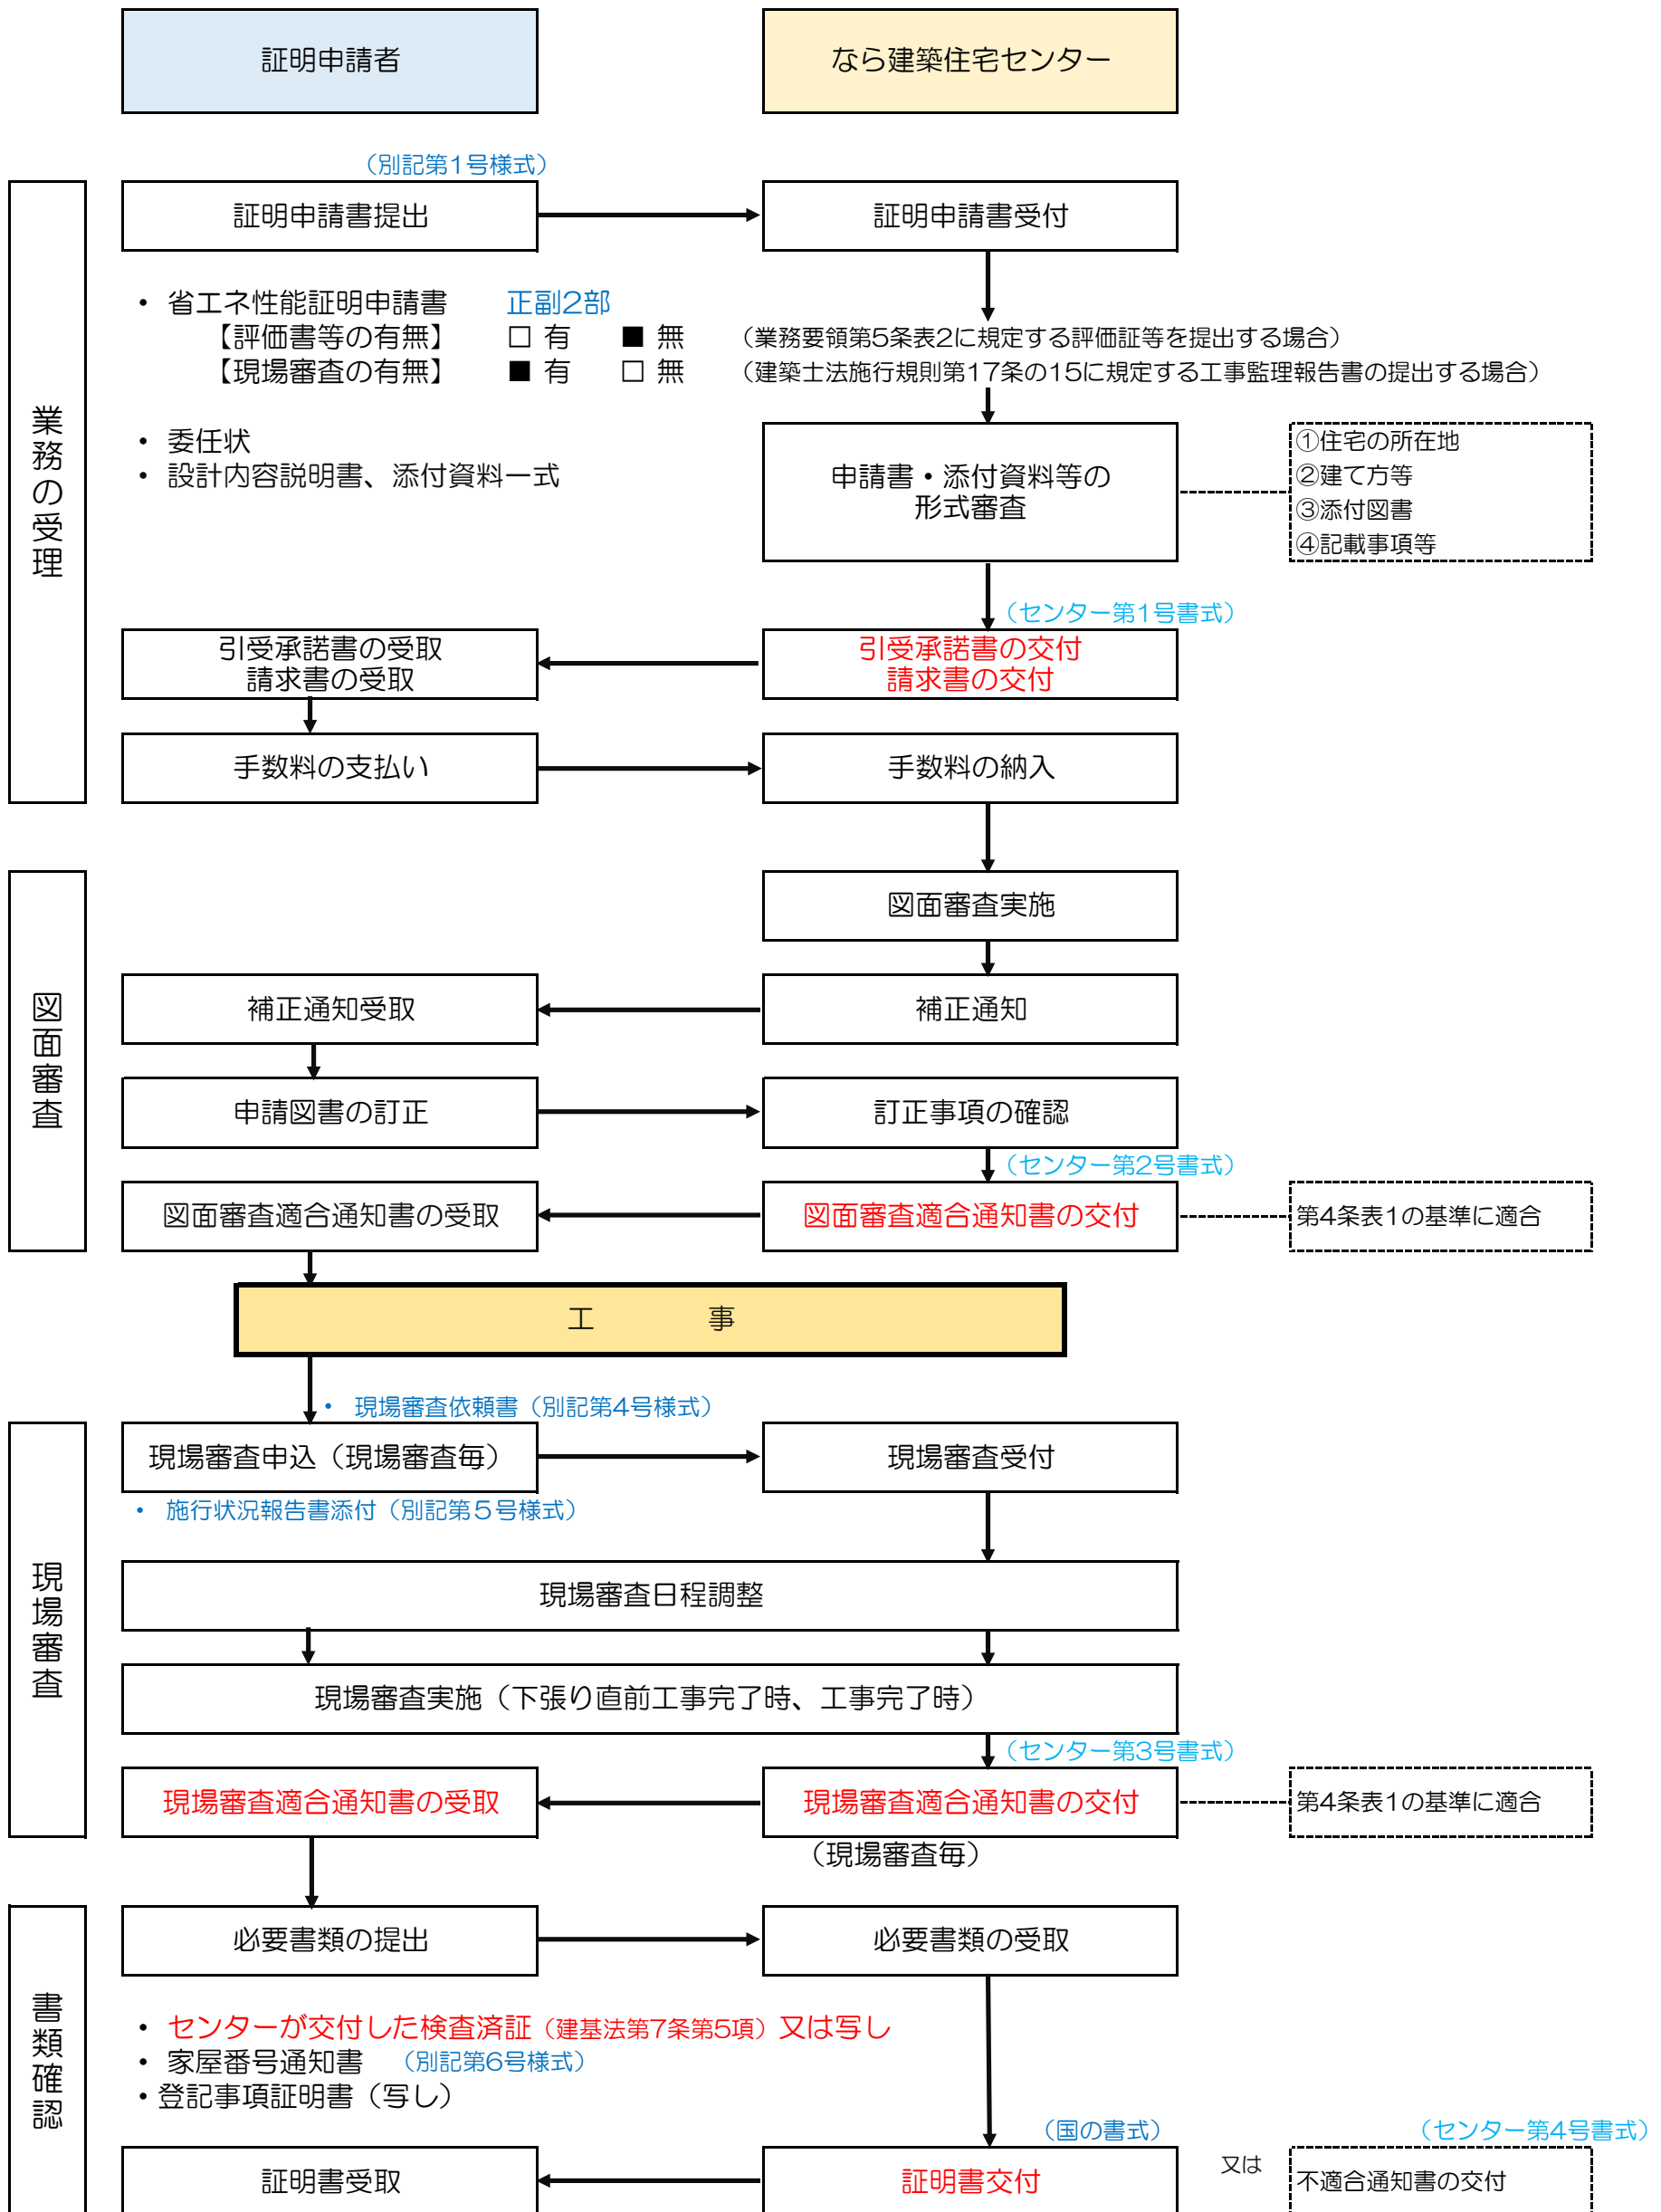 証明申請者
なら建築住宅センター
（別記第1号様式）
業務の受理
証明申請書提出
証明申請書受付
・ 省エネ性能証明申請書 正副2部
【評価書等の有無】 □ 有 ■ 無 （業務要領第5条表2に規定する評価証等を提出する場合）
【現場審査の有無】 ■ 有 □ 無 （建築士法施行規則第17条の15に規定する工事監理報告書の提出する場合）
・ 委任状
・ 設計内容説明書、添付資料一式
申請書・添付資料等の
形式審査
①住宅の所在地
②建て方等
③添付図書
④記載事項等
（センター第1号書式）
引受承諾書の受取
請求書の受取
引受承諾書の交付
請求書の交付
手数料の支払い
手数料の納入
図面審査
図面審査実施
補正通知受取
補正通知
申請図書の訂正
訂正事項の確認
（センター第2号書式）
図面審査適合通知書の受取
図面審査適合通知書の交付
第4条表1の基準に適合
工 事
・ 現場審査依頼書（別記第4号様式）
現場審査
現場審査申込（現場審査毎）
現場審査受付
・ 施行状況報告書添付（別記第５号様式）
現場審査日程調整
現場審査実施（下張り直前工事完了時、工事完了時）
（センター第3号書式）
現場審査適合通知書の受取
現場審査適合通知書の交付
第4条表1の基準に適合
（現場審査毎）
書類確認
必要書類の提出
必要書類の受取
・ センターが交付した検査済証（建基法第7条第5項）又は写し
・ 家屋番号通知書 （別記第6号様式）
・登記事項証明書（写し）
（国の書式）
（センター第4号書式）
証明書受取
証明書交付
又は
不適合通知書の交付